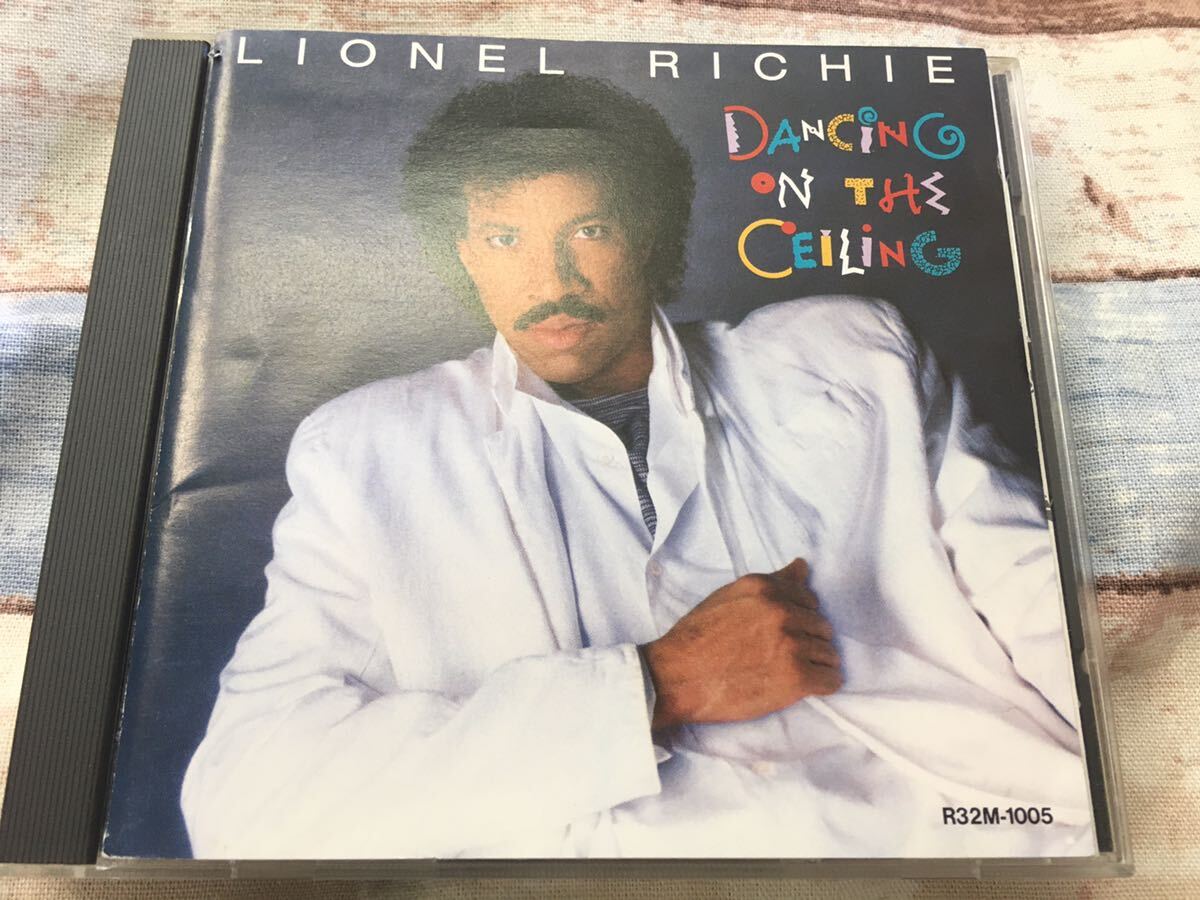 LIONEL RICHIE
DANCiNG
ON THE
CEiLiNG
R32M-1005